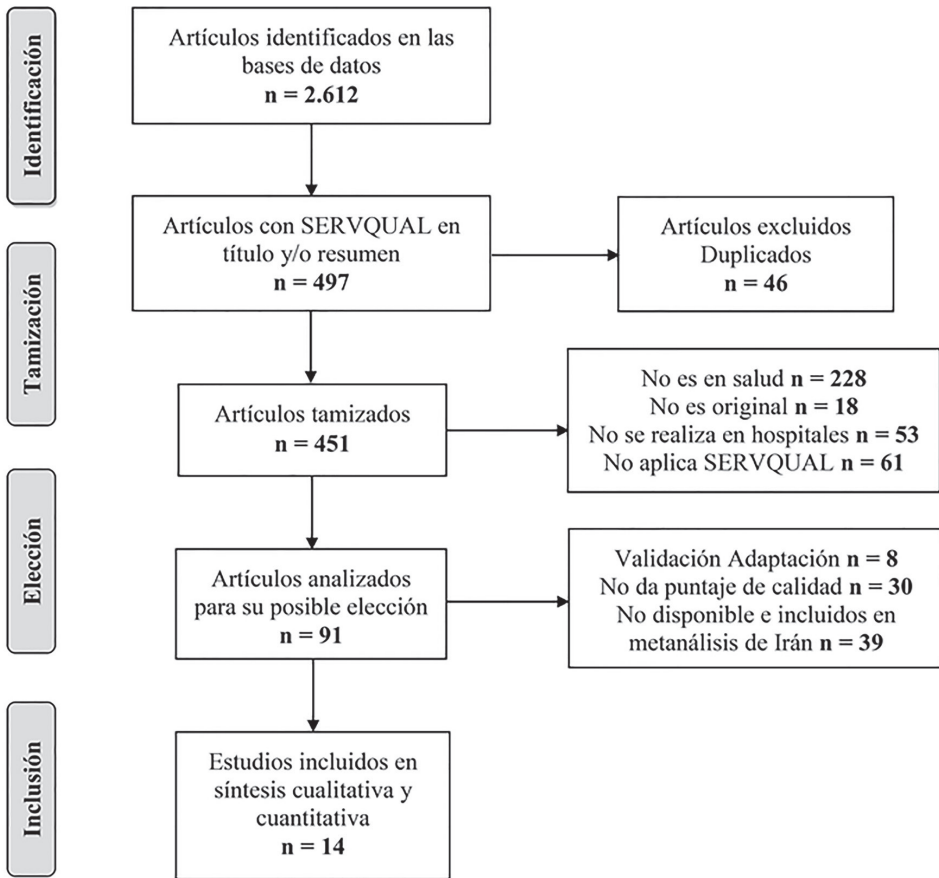 Identificación
Artículos identificados en las
bases de datos
n = 2.612
Artículos con SERVQUAL en
título y/o resumen
n = 497
Artículos excluidos
Duplicados
n = 46
Tamización
Artículos tamizados
n = 451
No es en salud n = 228
No es original n = 18
No se realiza en hospitales n = 53
No aplica SERVQUAL n = 61
Elección
Artículos analizados
para su posible elección
n = 91
Validación Adaptación n = 8
No da puntaje de calidad n = 30
No disponible e incluidos en
metanálisis de Irán n = 39
Inclusión
Estudios incluidos en
síntesis cualitativa y
cuantitativa
n = 14